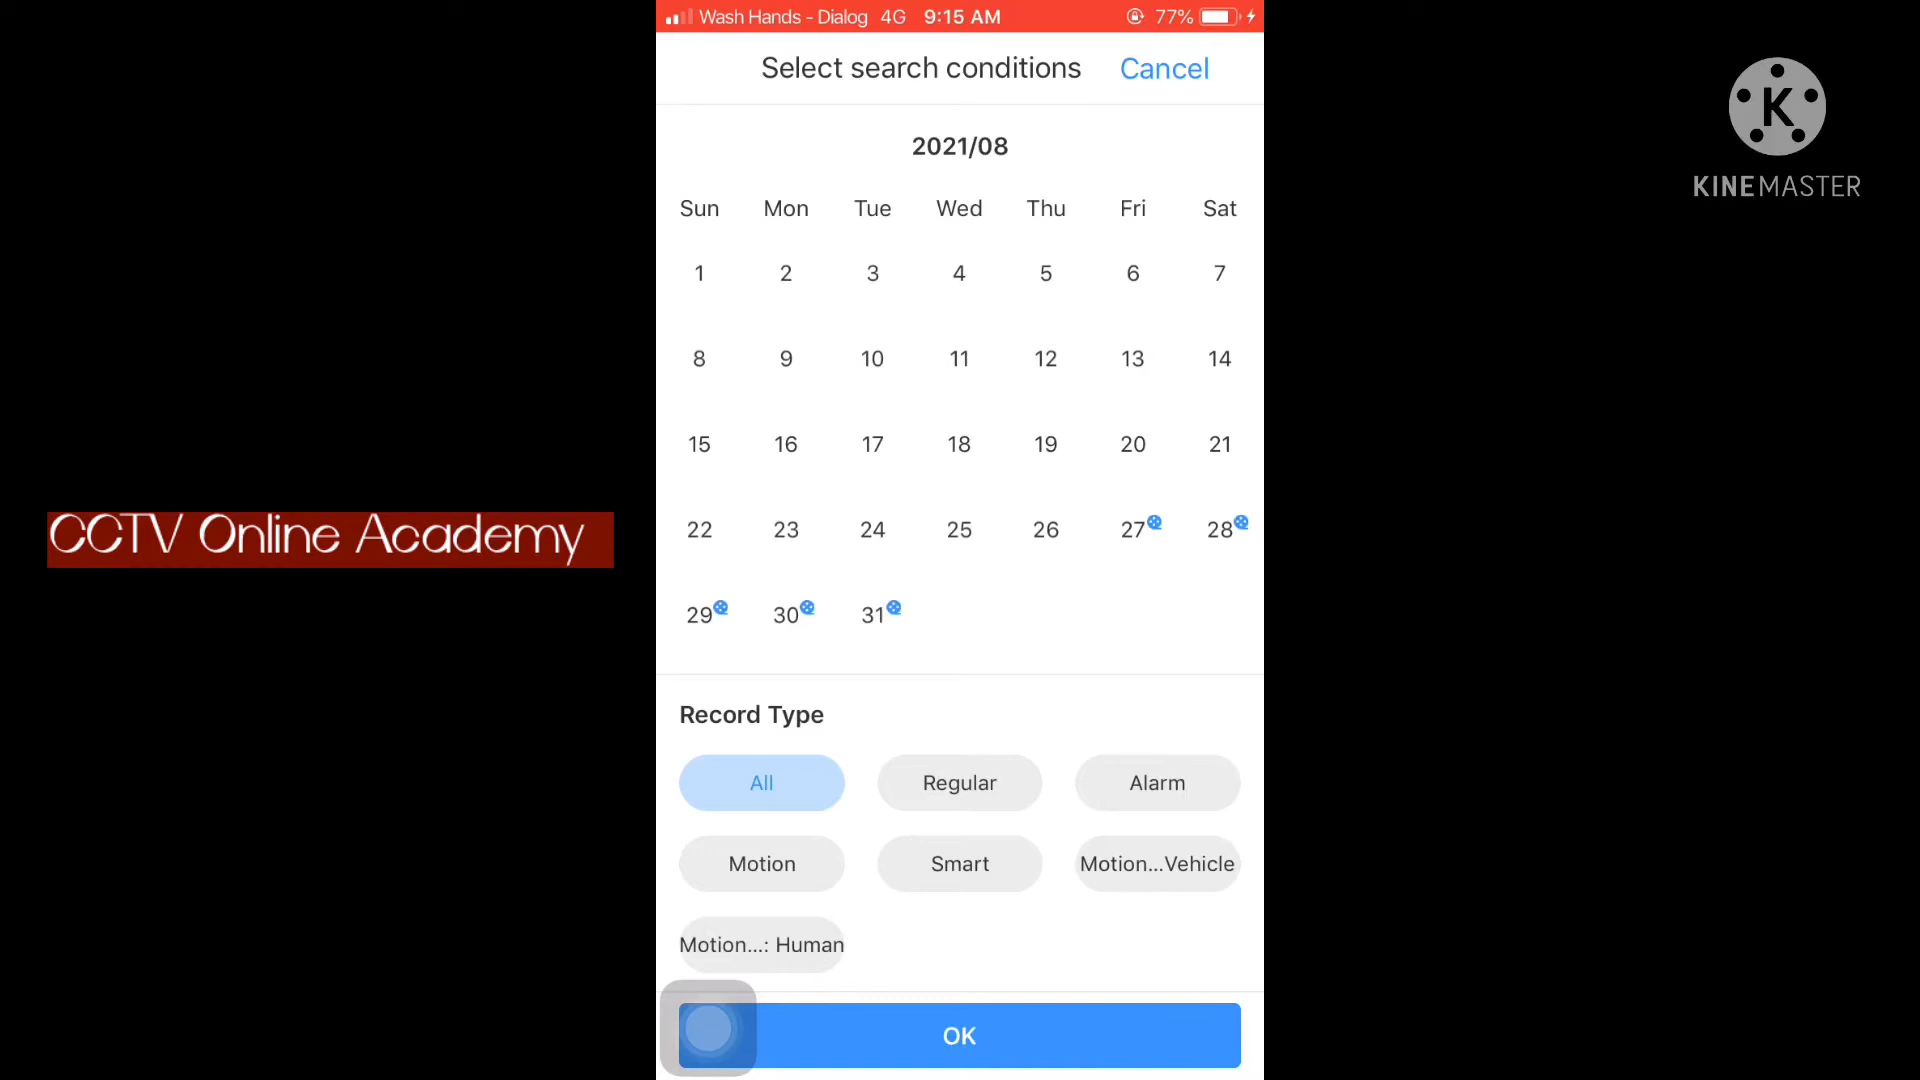 Wash Hands - Dialog 4G 9:15 AM 77%
Select search conditions Cancel
K
KINEMASTER
2021/08
Sun Mon Tue Wed Thu Fri Sat
1 2 3 4 5 6 7
8 9 10 11 12 13 14
15 16 17 18 19 20 21
22 23 24 25 26 27 28
29 30 31
CCTV Online Academy
Record Type
All Regular Alarm
Motion Smart Motion...Vehicle
Motion...: Human
OK